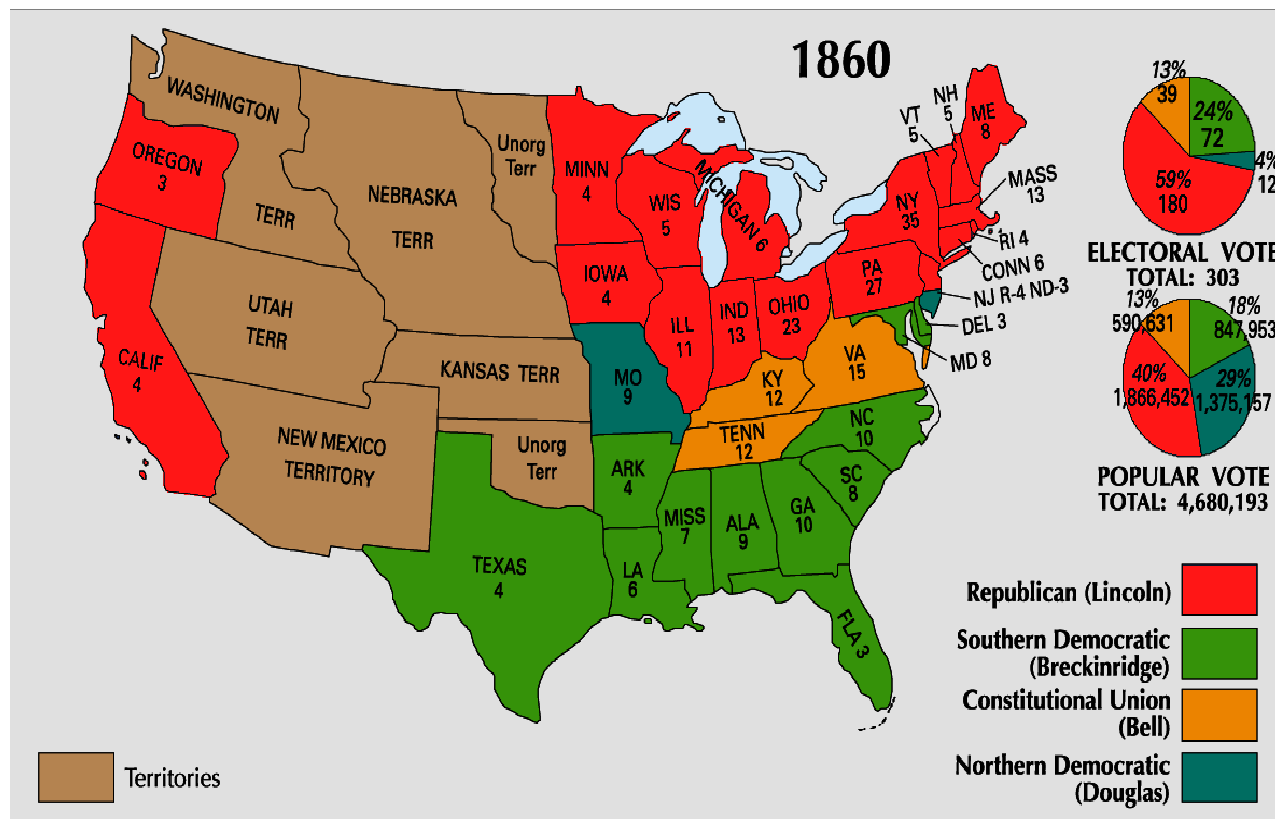 1860
WASHINGTON
TERR
OREGON
3
CALIF
4
NEBRASKA
TERR
Unorg
Terr
UTAH
TERR
KANSAS TERR
NEW MEXICO
TERRITORY
Unorg
Terr
MINN
4
WIS
5
MICHIGAN 6
IOWA
4
ILL
11
IND
13
OHIO
23
PA
27
NY
35
VT
5
NH
5
ME
8
MASS
13
RI 4
CONN 6
NJ R-4 ND-3
DEL 3
MD 8
VA
15
KY
12
TENN
12
MO
9
NC
10
SC
8
GA
10
ALA
9
MISS
7
ARK
4
LA
6
TEXAS
4
FLA 3
13%
39
24%
72
4%
12
59%
180
ELECTORAL VOTE
TOTAL: 303
13%
590,631
18%
847,953
40%
1,866,452
29%
1,375,157
POPULAR VOTE
TOTAL: 4,680,193
Republican (Lincoln)
Southern Democratic
(Breckinridge)
Constitutional Union
(Bell)
Northern Democratic
(Douglas)
Territories